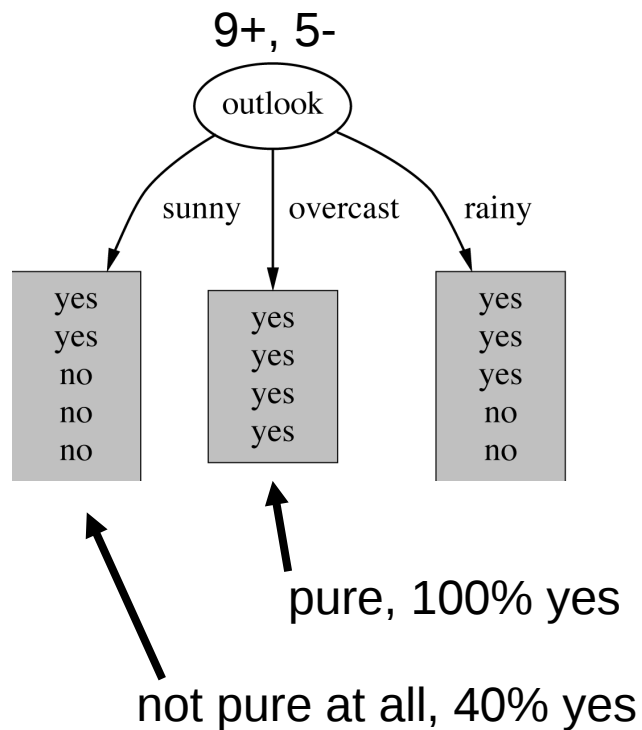 9+, 5-
outlook
sunny overcast rainy
yes
yes
no
no
no
yes
yes
yes
yes
yes
yes
yes
no
no
pure, 100% yes
not pure at all, 40% yes